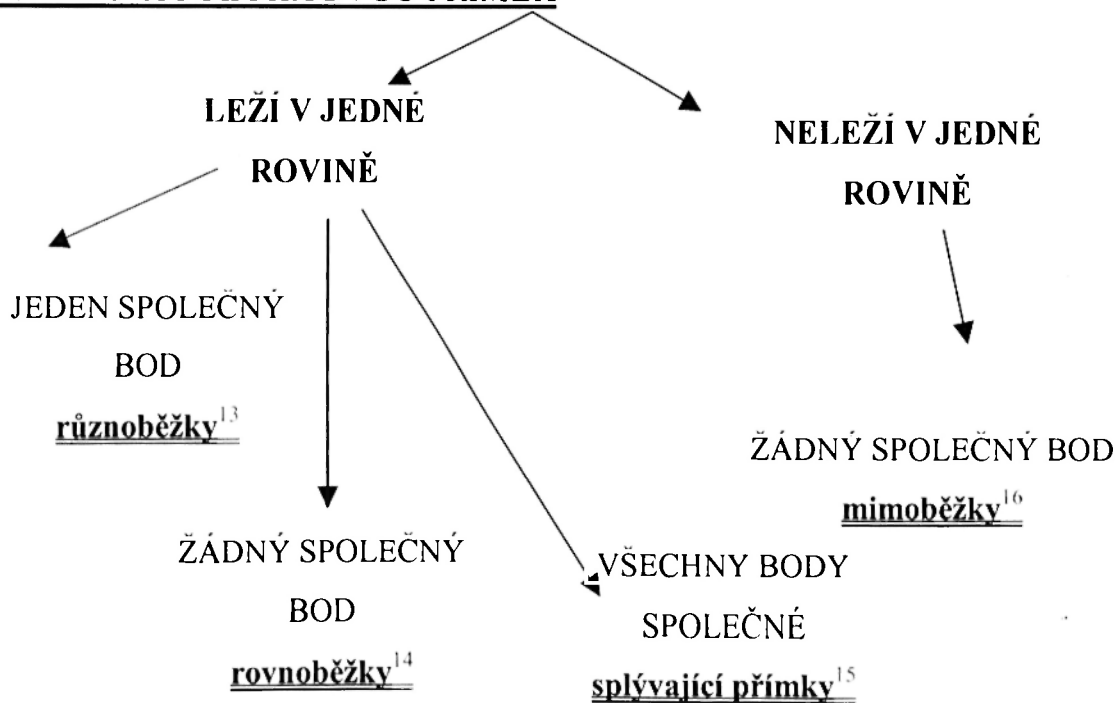 LEŽÍ V JEDNÉ
ROVINĚ
NELEŽÍ V JEDNÉ
ROVINĚ
JEDEN SPOLEČNÝ
BOD
různoběžky13
ŽÁDNÝ SPOLEČNÝ BOD
mimoběžky16
ŽÁDNÝ SPOLEČNÝ
BOD
rovnoběžky14
VŠECHNY BODY
SPOLEČNÉ
splývající přímky15